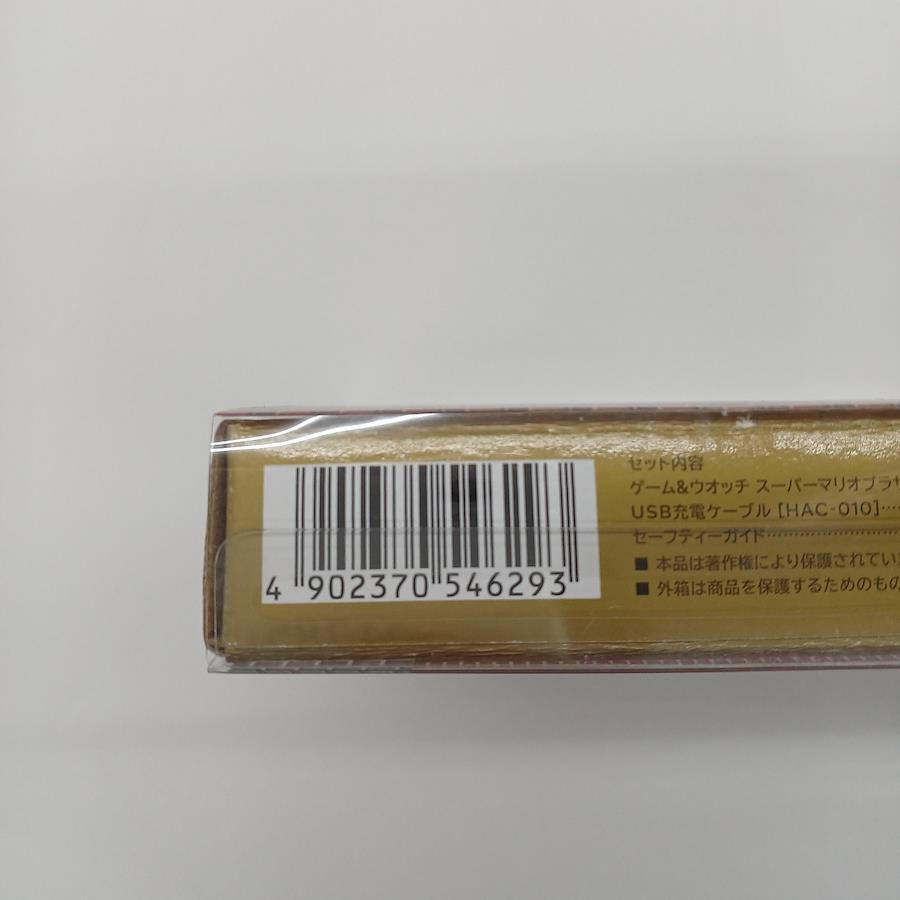 4 902370 546293
セット内容
ゲーム&ウオッチ スーパーマリオブラザ
USB充電ケーブル [HAC-010]…
セーフティーガイド…………………
■ 本品は著作権により保護されてい
■ 外箱は商品を保護するためのもの